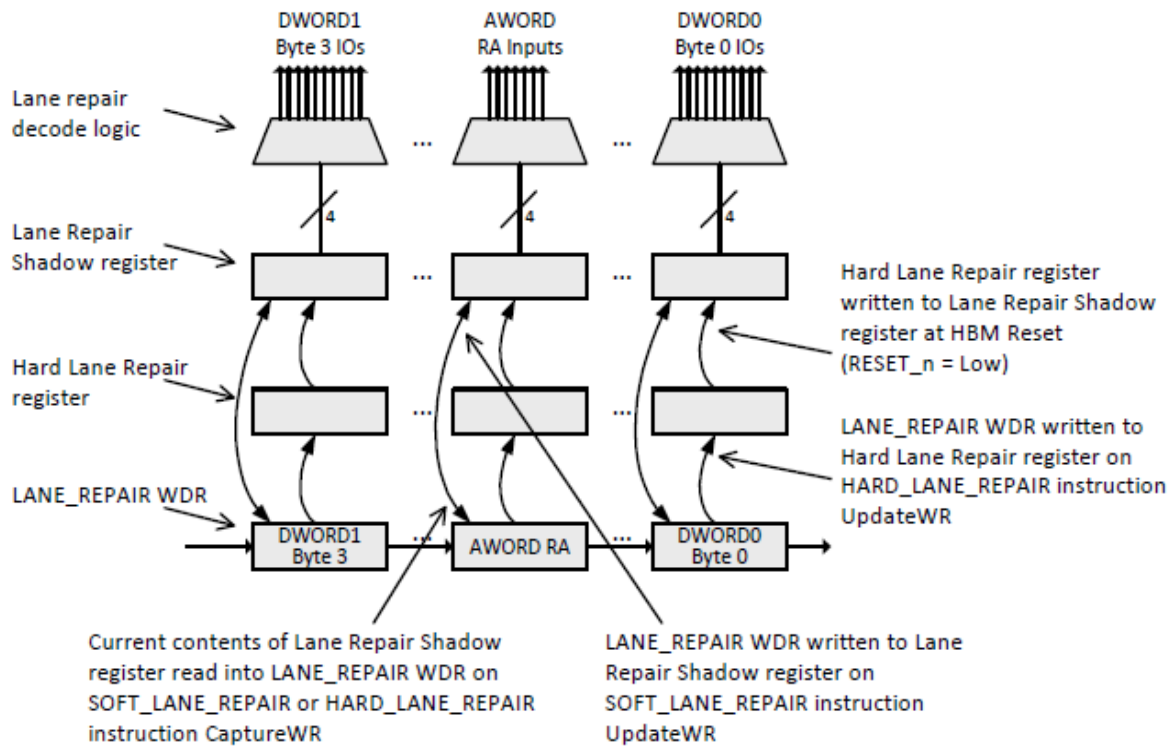 DWORD1
Byte 3 IOs
AWORD
RA Inputs
DWORD0
Byte 0 IOs
Lane repair
decode logic
...
...
4
4
4
Lane Repair
Shadow register
...
...
Hard Lane Repair register
written to Lane Repair Shadow
register at HBM Reset
(RESET_n = Low)
Hard Lane Repair
register
...
...
LANE_REPAIR WDR written to
Hard Lane Repair register on
HARD_LANE_REPAIR instruction
UpdateWR
LANE_REPAIR WDR
DWORD1
Byte 3
...
AWORD RA
...
DWORD0
Byte 0
Current contents of Lane Repair Shadow
register read into LANE_REPAIR WDR on
SOFT_LANE_REPAIR or HARD_LANE_REPAIR
instruction CaptureWR
LANE_REPAIR WDR written to Lane
Repair Shadow register on
SOFT_LANE_REPAIR instruction
UpdateWR